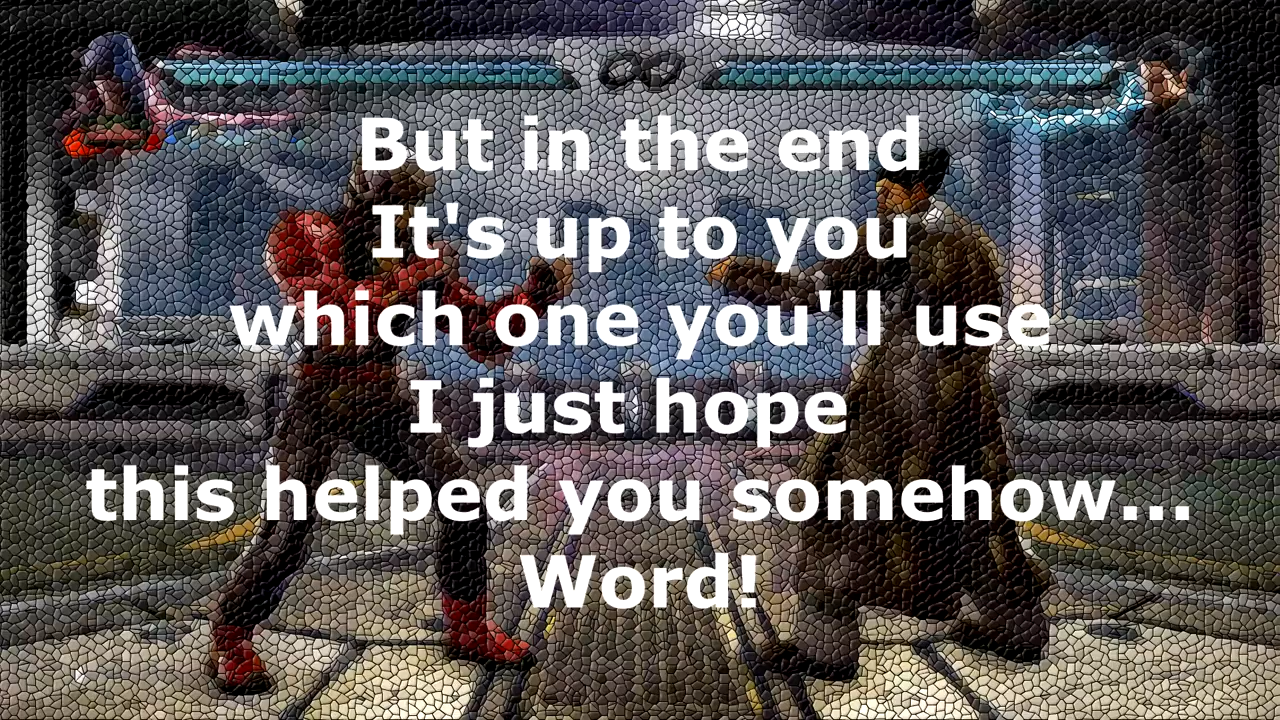 But in the end
It's up to you
which one you'll use
I just hope
this helped you somehow...
Word!